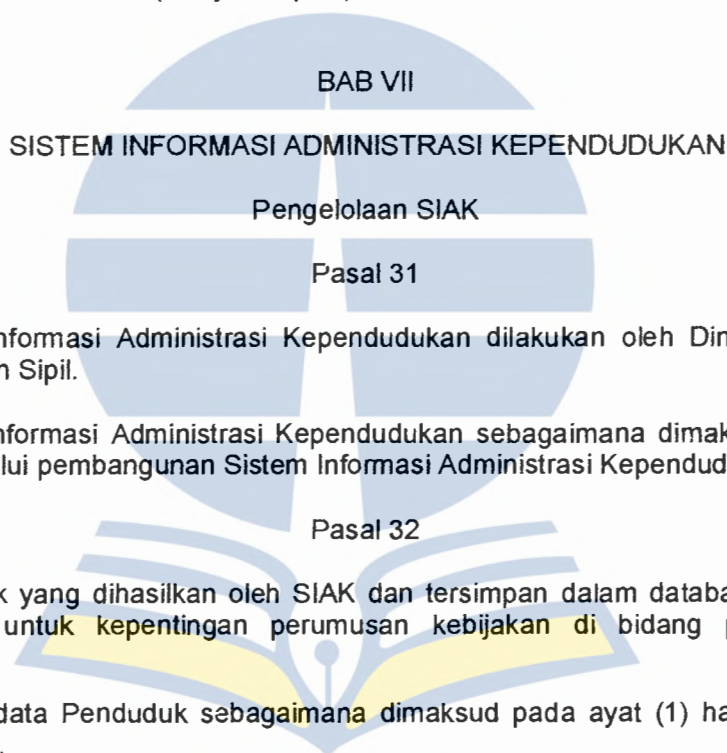 BAB VII
SISTEM INFORMASI ADMINISTRASI KEPENDUDUKAN
Pengelolaan SIAK
Pasal 31
nformasi Administrasi Kependudukan dilakukan oleh Din
n Sipil.
nformasi Administrasi Kependudukan sebagaimana dimak
lui pembangunan Sistem Informasi Administrasi Kependud
Pasal 32
k yang dihasilkan oleh SIAK dan tersimpan dalam databa
untuk kepentingan perumusan kebijakan di bidang p
data Penduduk sebagaimana dimaksud pada ayat (1) ha